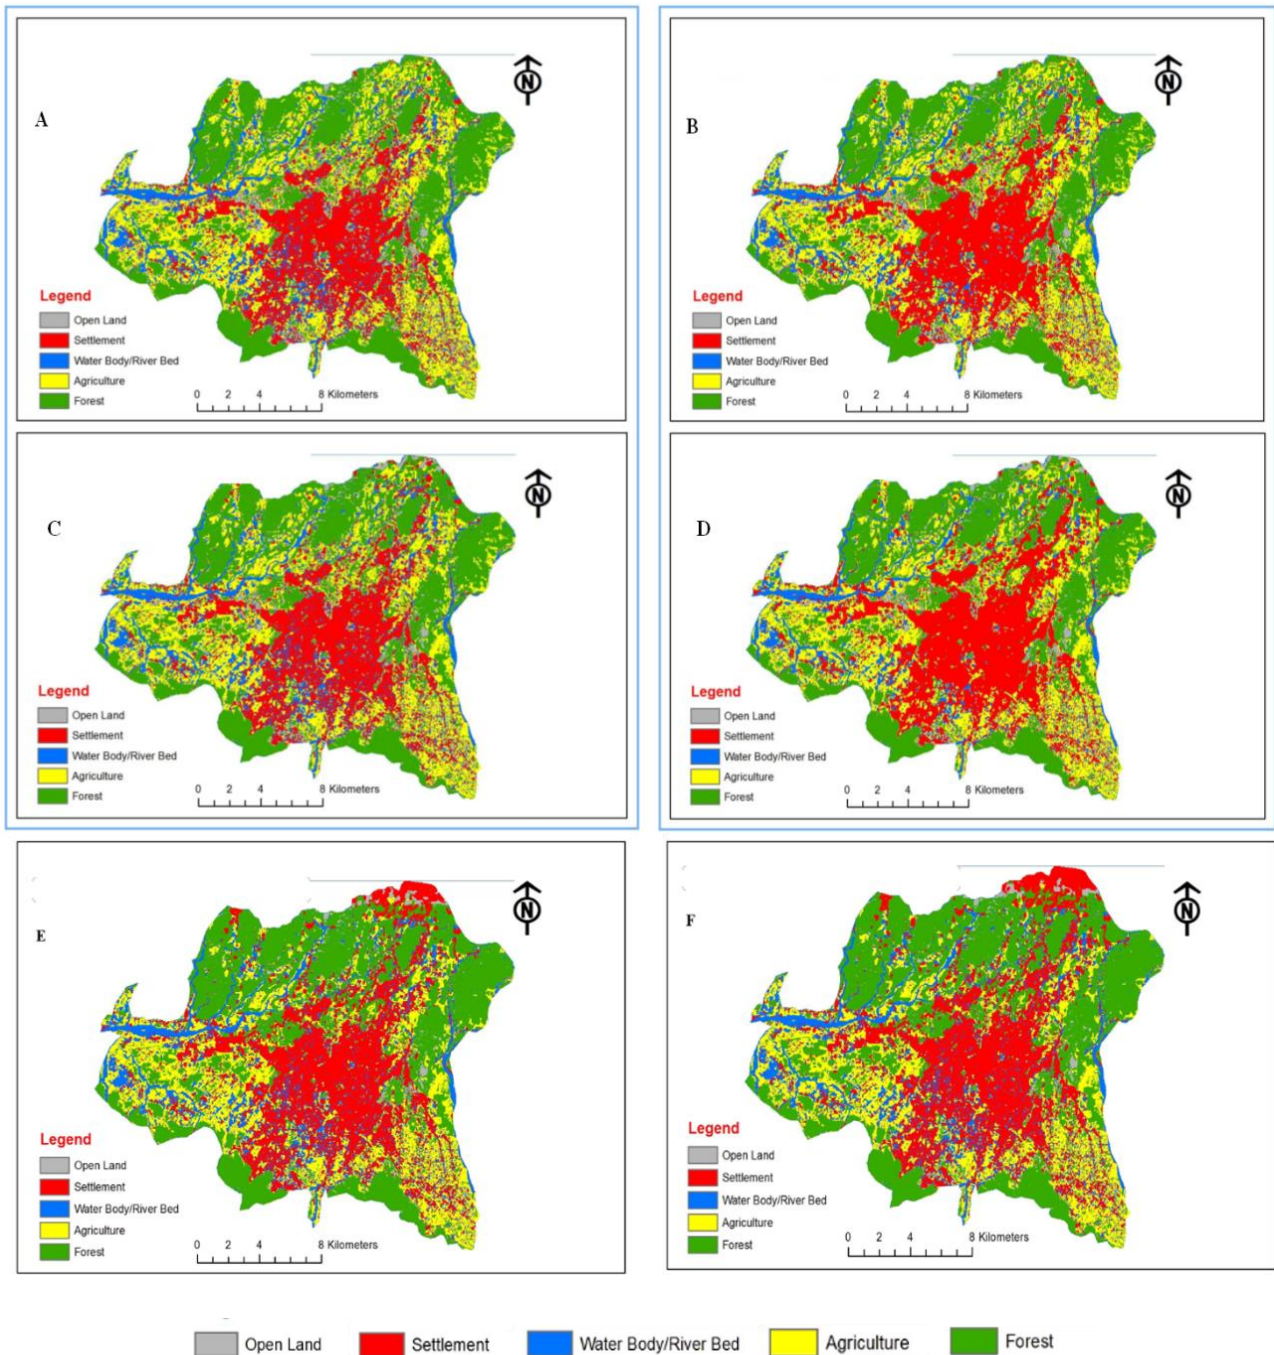 A
N
Legend
Open Land
Settlement
Water Body/River Bed
Agriculture
Forest
0 2 4 8 Kilometers
B
N
Legend
Open Land
Settlement
Water Body/River Bed
Agriculture
Forest
0 2 4 8 Kilometers
C
N
Legend
Open Land
Settlement
Water Body/River Bed
Agriculture
Forest
0 2 4 8 Kilometers
D
N
Legend
Open Land
Settlement
Water Body/River Bed
Agriculture
Forest
0 2 4 8 Kilometers
E
N
Legend
Open Land
Settlement
Water Body/River Bed
Agriculture
Forest
0 2 4 8 Kilometers
F
N
Legend
Open Land
Settlement
Water Body/River Bed
Agriculture
Forest
0 2 4 8 Kilometers
Open Land Settlement Water Body/River Bed Agriculture Forest